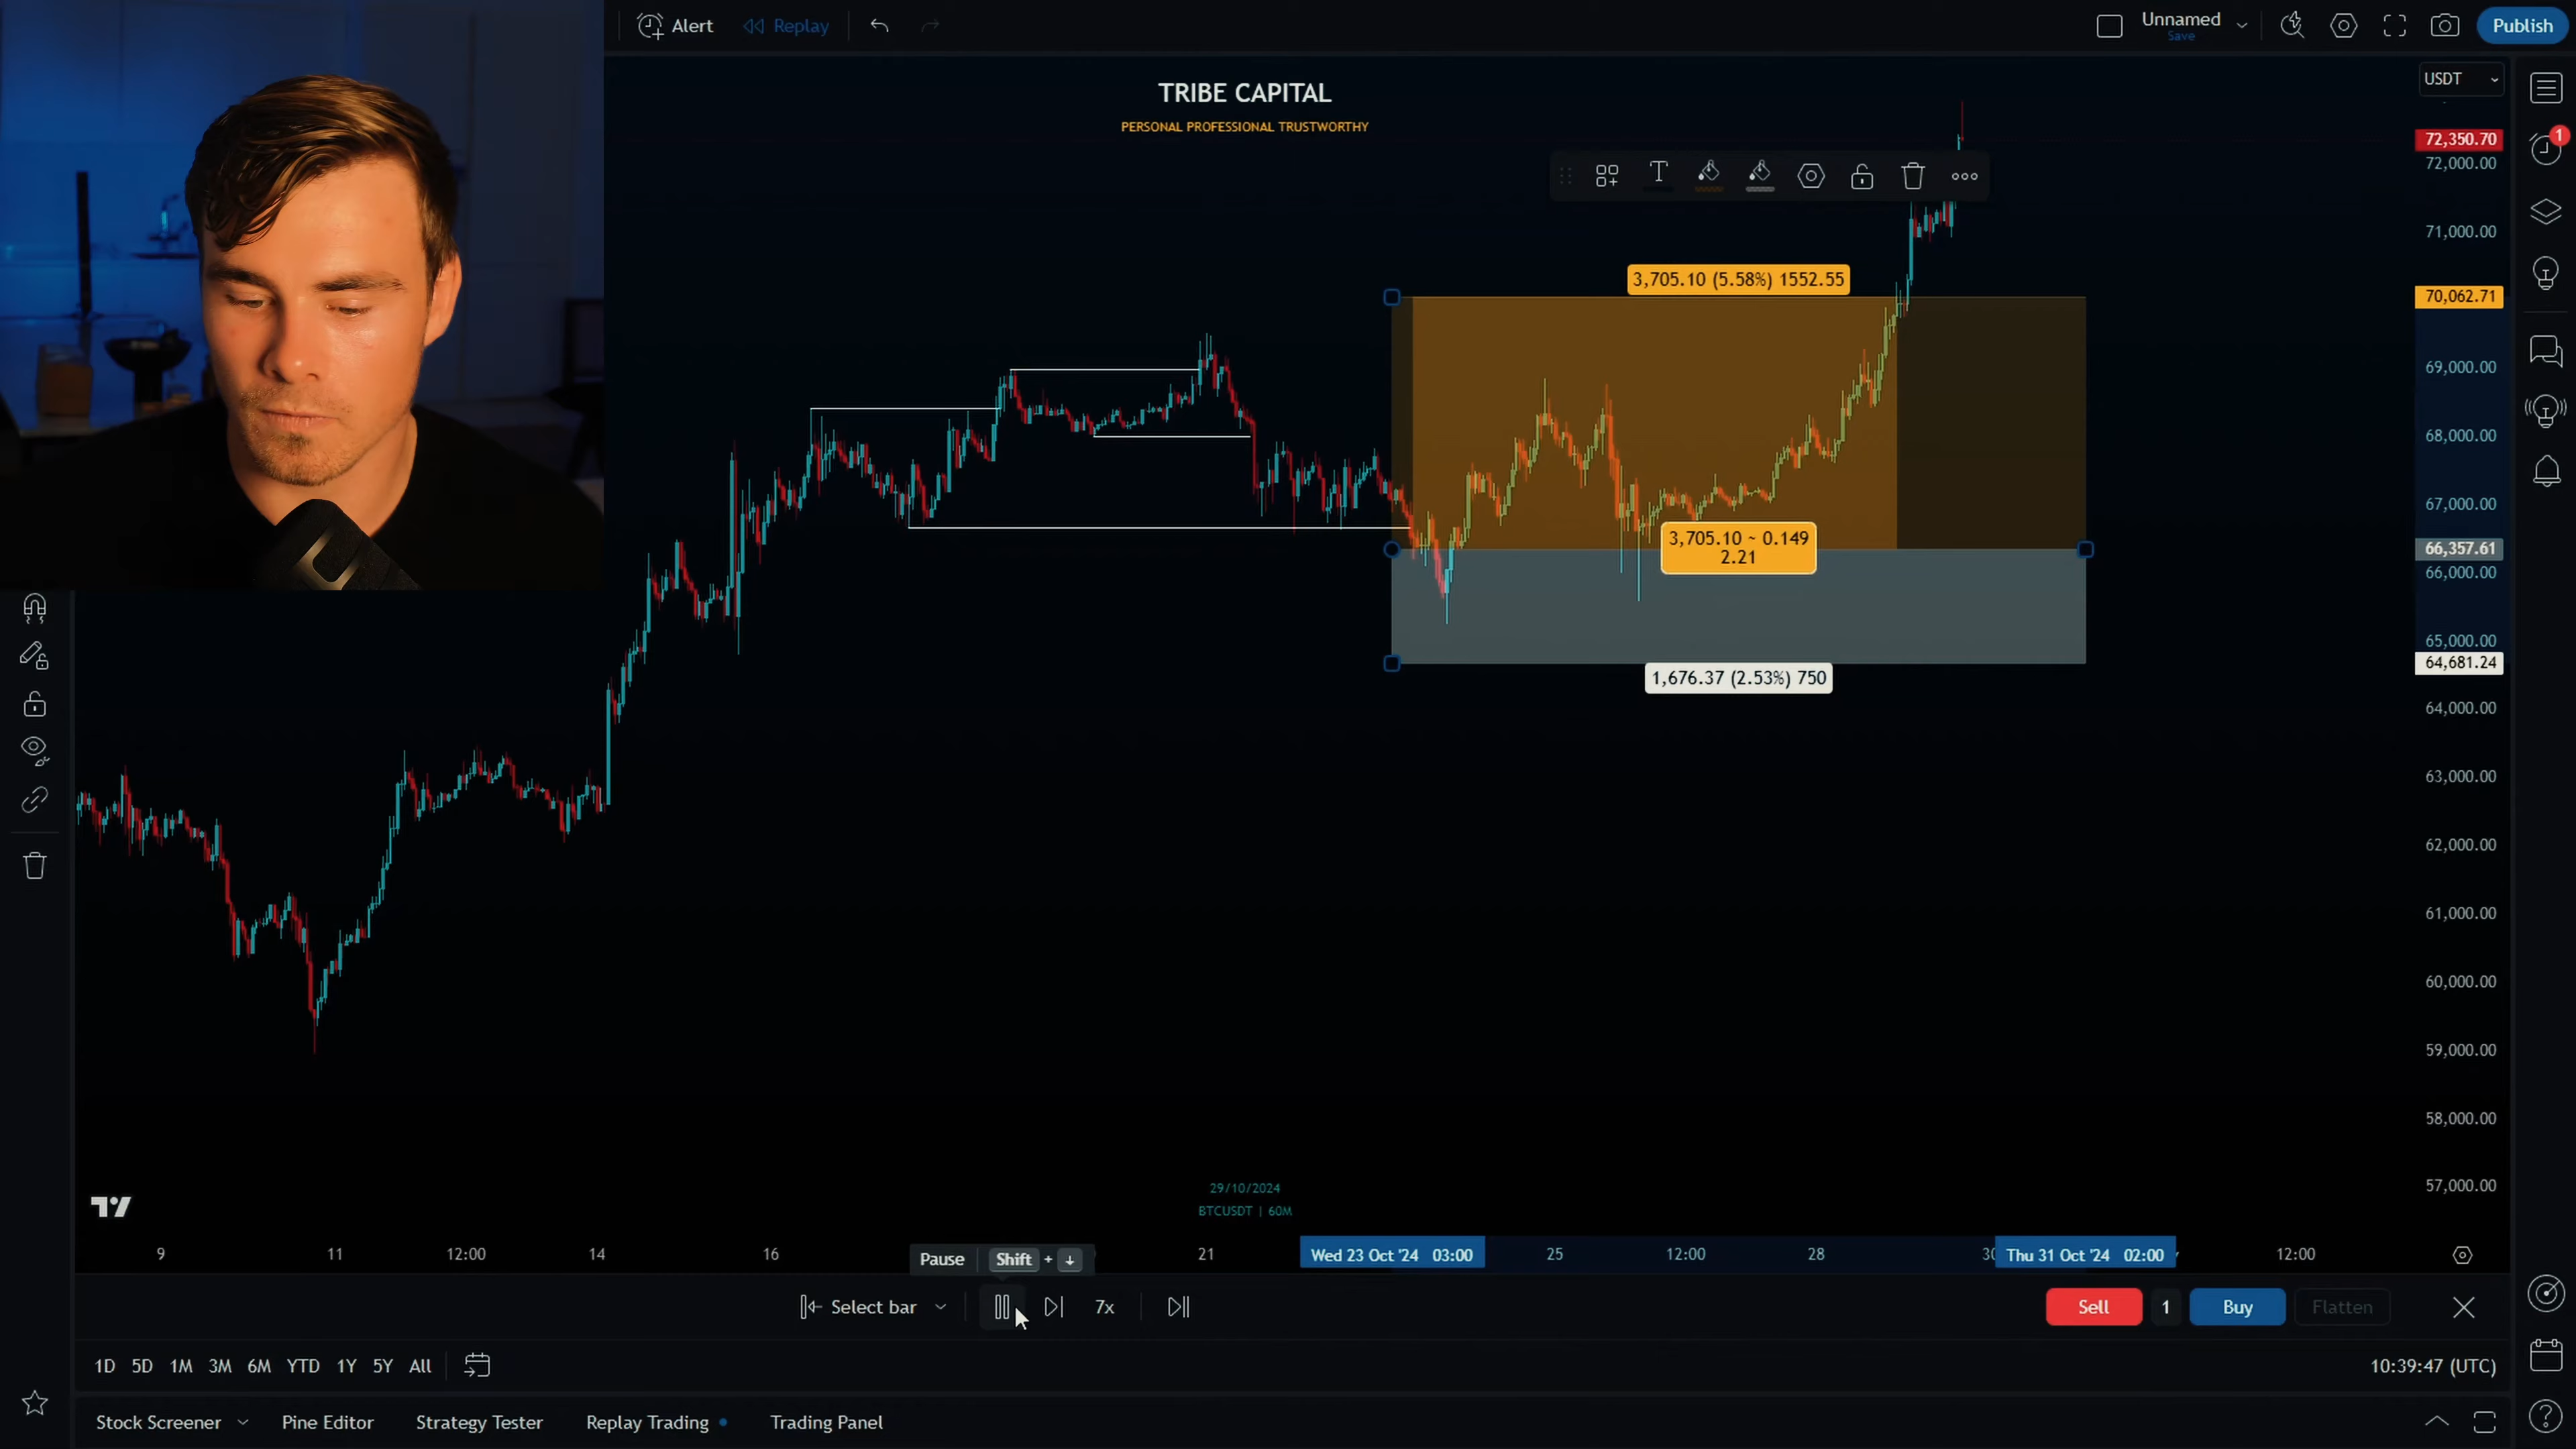 Alert
Replay
Unnamed
Save
Publish
TRIBE CAPITAL
PERSONAL PROFESSIONAL TRUSTWORTHY
USDT
1
72,350.70
72,000.00
71,000.00
3,705.10 (5.58%) 1552.55
70,062.71
69,000.00
68,000.00
67,000.00
3,705.10 ~ 0.149
2.21
66,357.61
66,000.00
65,000.00
64,681.24
1,676.37 (2.53%) 750
64,000.00
63,000.00
62,000.00
61,000.00
60,000.00
59,000.00
58,000.00
57,000.00
29/10/2024
BTCUSDT | 60M
9 11 12:00 14 16 21 Wed 23 Oct '24 03:00 25 12:00 28 Thu 31 Oct '24 02:00 12:00
Pause Shift + ↓
Select bar 7x
Sell 1 Buy Flatten
1D 5D 1M 3M 6M YTD 1Y 5Y All
10:39:47 (UTC)
Stock Screener Pine Editor Strategy Tester Replay Trading Trading Panel